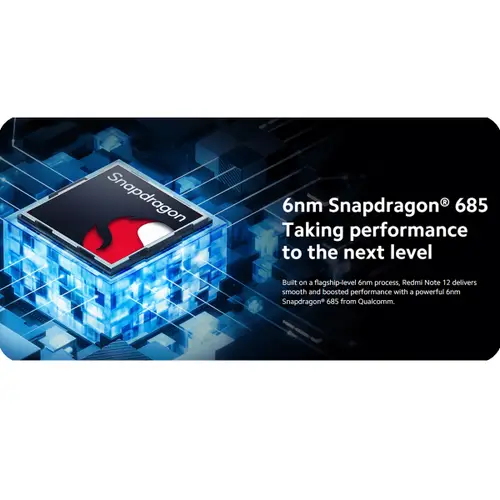 Snapdragon
6nm Snapdragon® 685
Taking performance
to the next level
Built on a flagship-level 6nm process, Redmi Note 12 delivers
smooth and boosted performance with a powerful 6nm
Snapdragon® 685 from Qualcomm.